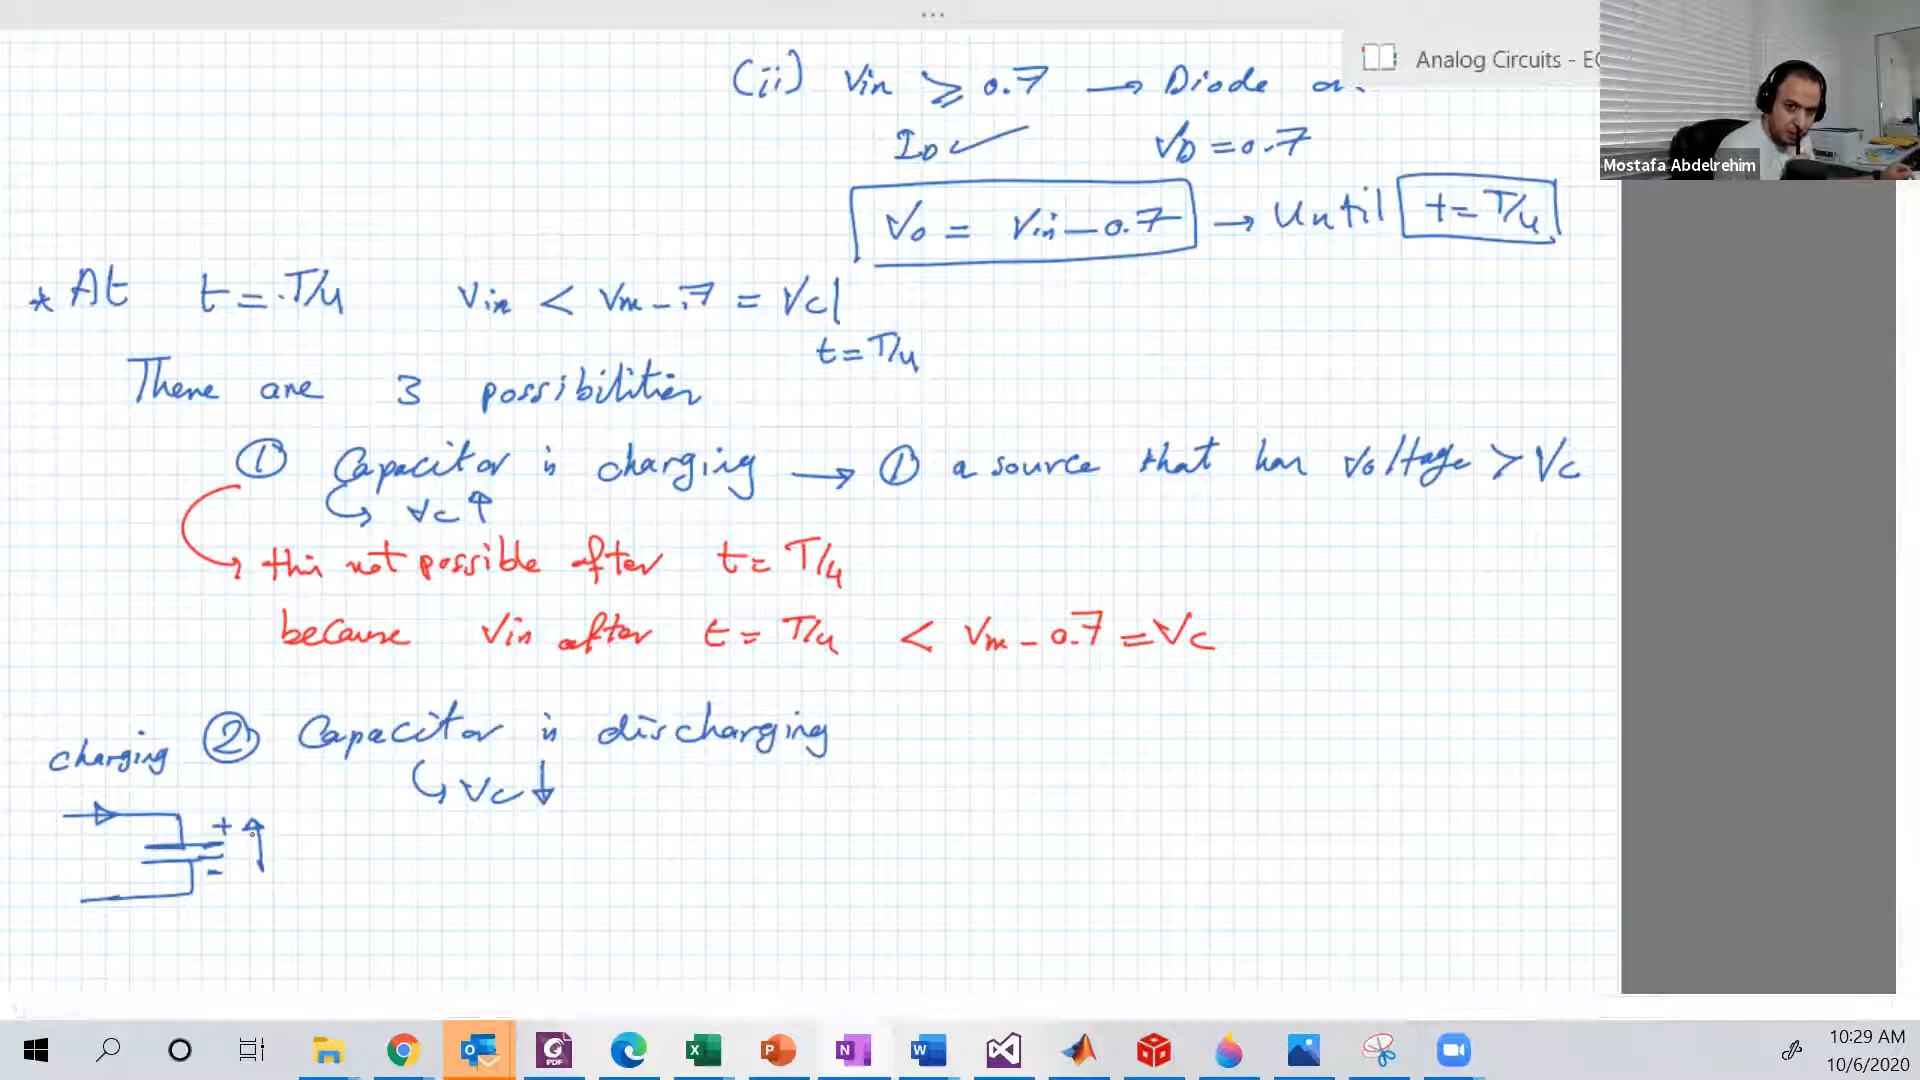 Analog Circuits - EC
(ii) Vin ≥ 0.7 → Diode on.
ID ✓ VD = 0.7
Vo = Vin - 0.7 → Until t = T/4
Mostafa Abdelrehim
* At t = T/4 Vin < Vm - .7 = Vc|
t = T/4
There are 3 possibilities
① Capacitor is charging → ① a source that has voltage > Vc
↳ Vc ↑
this not possible after t = T/4
because Vin after t = T/4 < Vm - 0.7 = Vc
② Capacitor is discharging
↳ Vc ↓
charging
+
-
10:29 AM
10/6/2020